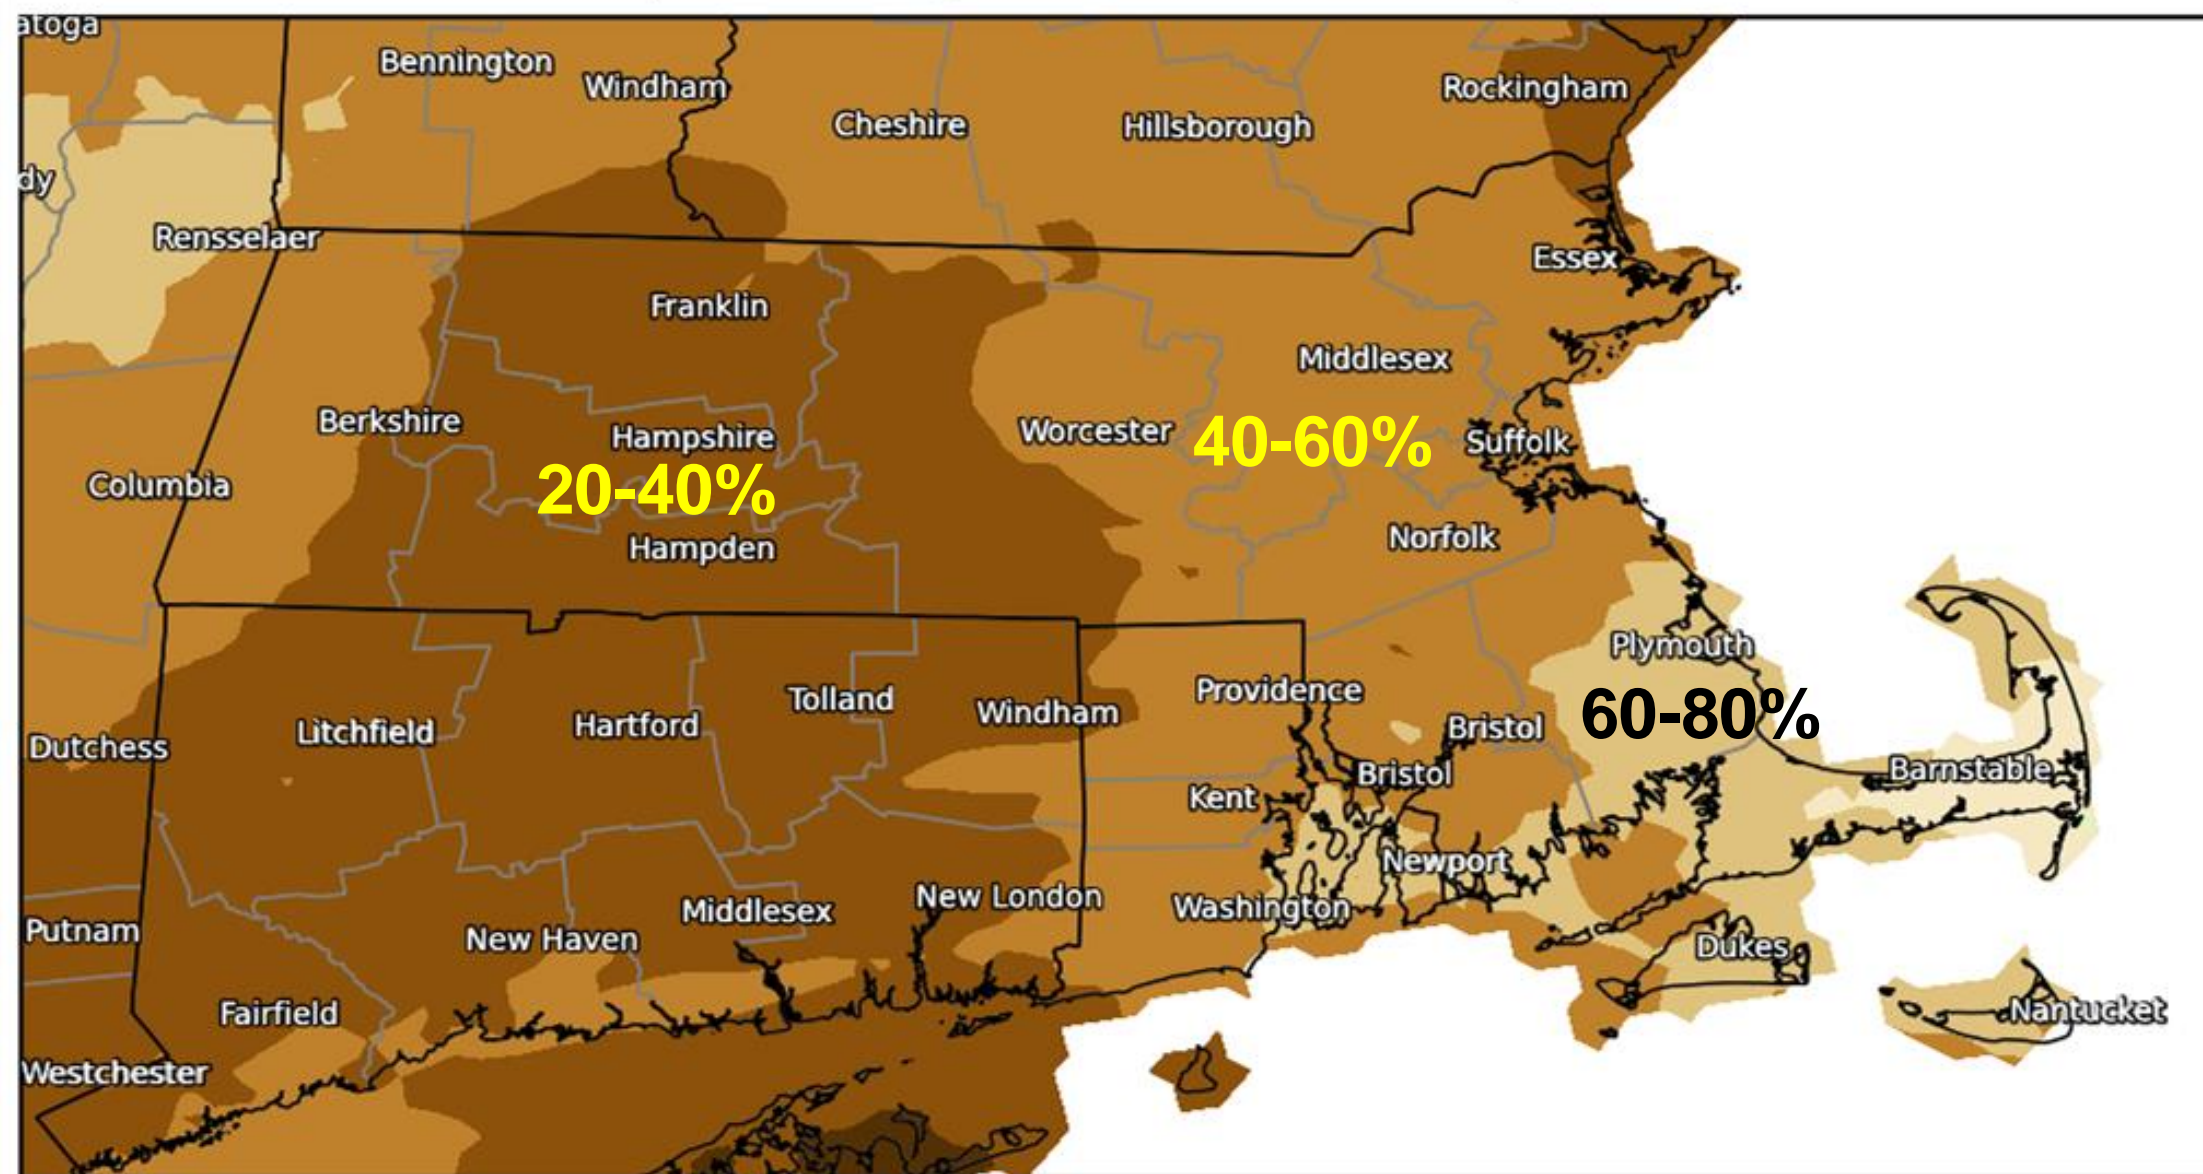 atoga
Bennington
Windham
Rockingham
Cheshire
Hillsborough
dy
Rensselaer
Essex
Franklin
Middlesex
Berkshire
Hampshire
Worcester
40-60%
Suffolk
Columbia
20-40%
Hampden
Norfolk
Plymouth
Providence
Tolland
Windham
60-80%
Litchfield
Hartford
Bristol
Dutchess
Bristol
Barnstable
Kent
Newport
New London
Washington
Middlesex
Putnam
New Haven
Dukes
Fairfield
Nantucket
Westchester